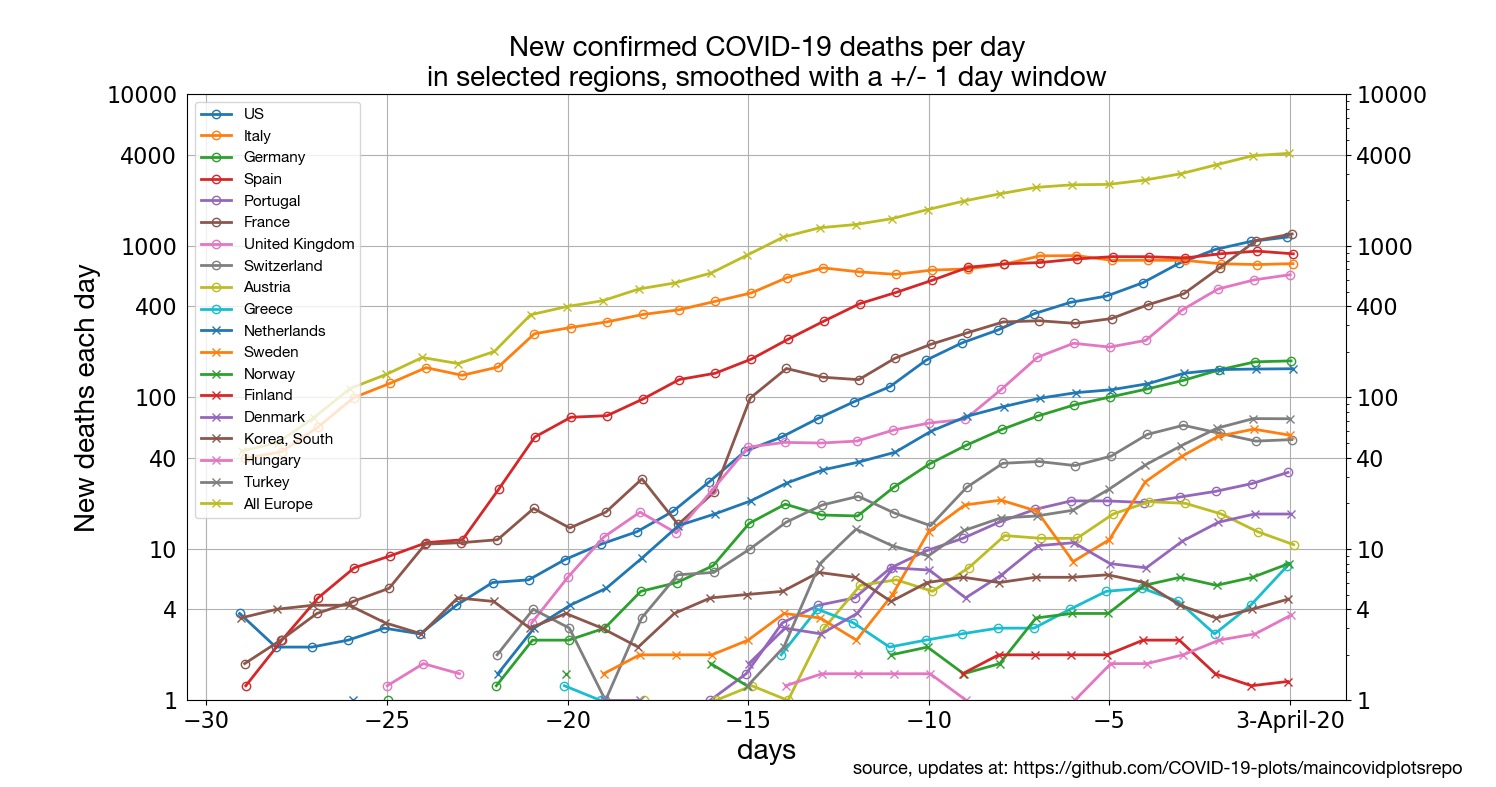 New confirmed COVID-19 deaths per day
in selected regions, smoothed with a +/- 1 day window
New deaths each day
10000
4000
1000
400
100
40
10
4
1
US
Italy
Germany
Spain
Portugal
France
United Kingdom
Switzerland
Austria
Greece
Netherlands
Sweden
Norway
Finland
Denmark
Korea, South
Hungary
Turkey
All Europe
10000
4000
1000
400
100
40
10
4
1
−30 −25 −20 −15 −10 −5 3-April-20
days
source, updates at: https://github.com/COVID-19-plots/maincovidplotsrepo